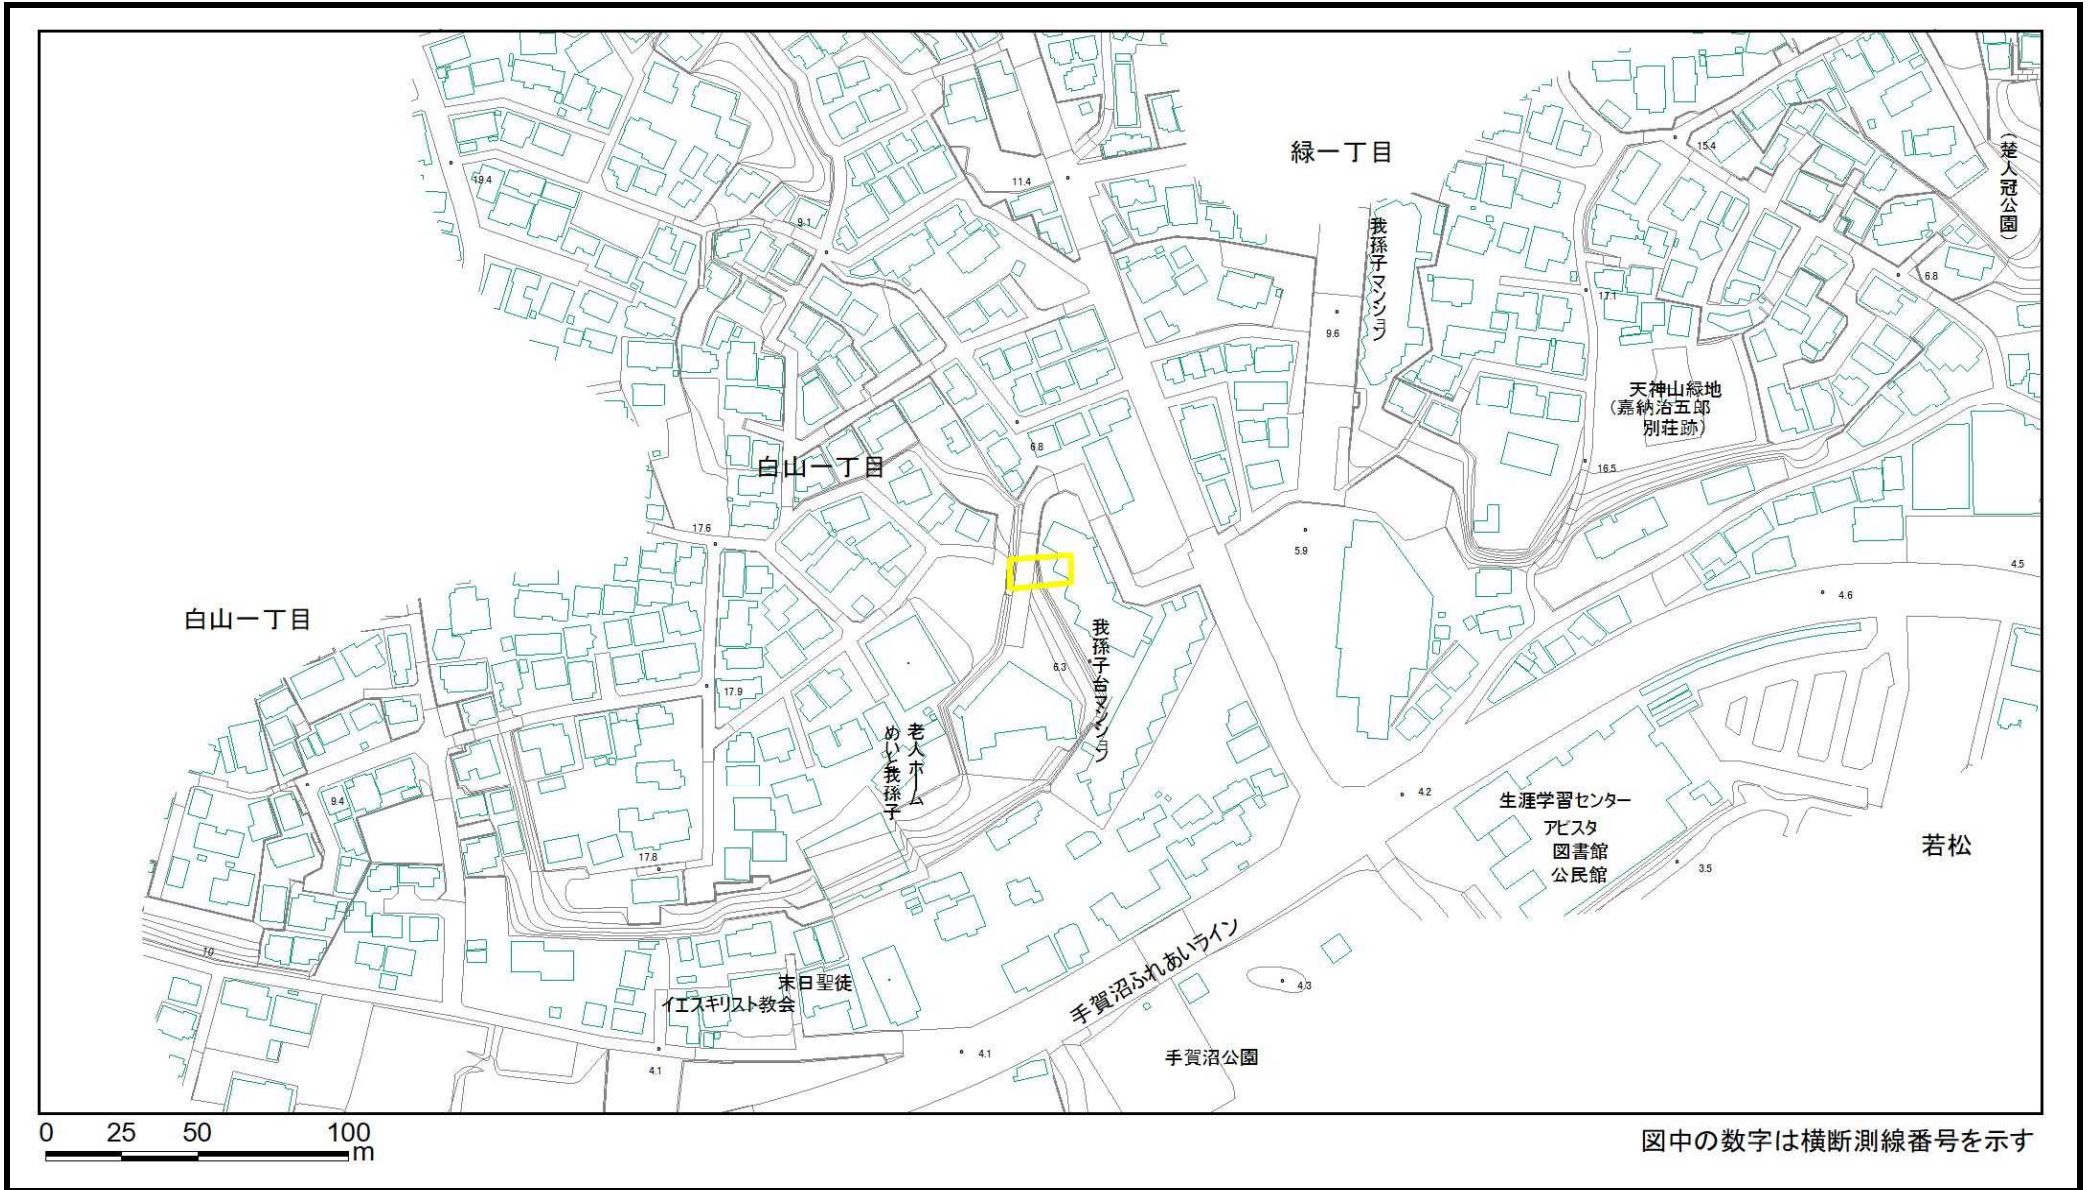 緑一丁目
15.4
(楚人冠公園)
19.4
11.4
9.1
我孫子マンション
6.8
17.1
9.6
天神山緑地
(嘉納治五郎
別荘跡)
6.8
白山一丁目
16.5
17.6
5.9
4.5
4.6
白山一丁目
我孫子台マンション
6.3
17.9
老人ホーム
めいと我孫子
4.2
生涯学習センター
アビスタ
図書館
公民館
9.4
若松
17.8
3.5
手賀沼ふれあいライン
10
末日聖徒
イエスキリスト教会
4.3
4.1
手賀沼公園
4.1
0 25 50 100
m
図中の数字は横断測線番号を示す